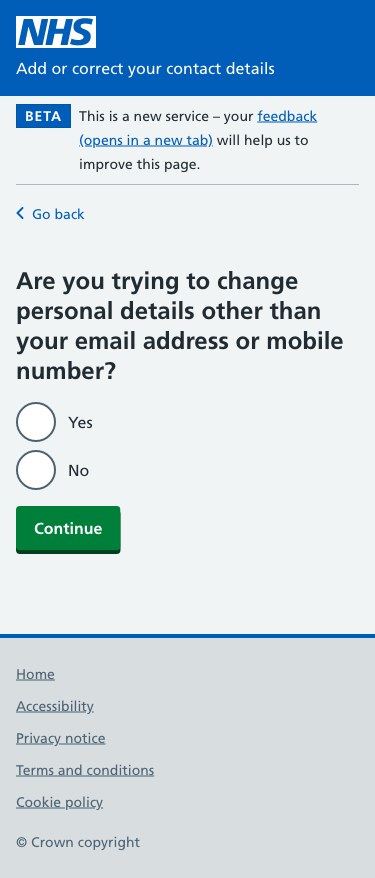 NHS
Add or correct your contact details
BETA This is a new service – your feedback
(opens in a new tab) will help us to
improve this page.
Go back
Are you trying to change
personal details other than
your email address or mobile
number?
Yes
No
Continue
Home
Accessibility
Privacy notice
Terms and conditions
Cookie policy
© Crown copyright